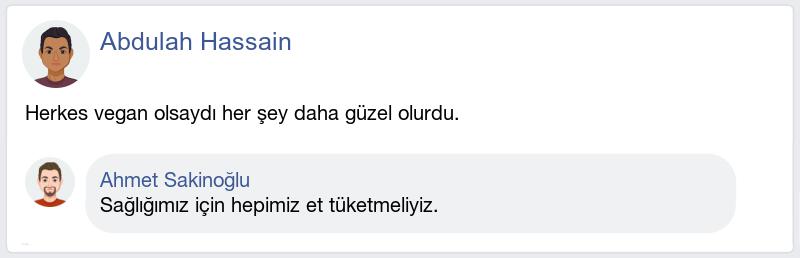 Abdulah Hassain
Herkes vegan olsaydı her şey daha güzel olurdu.
Ahmet Sakinoğlu
Sağlığımız için hepimiz et tüketmeliyiz.